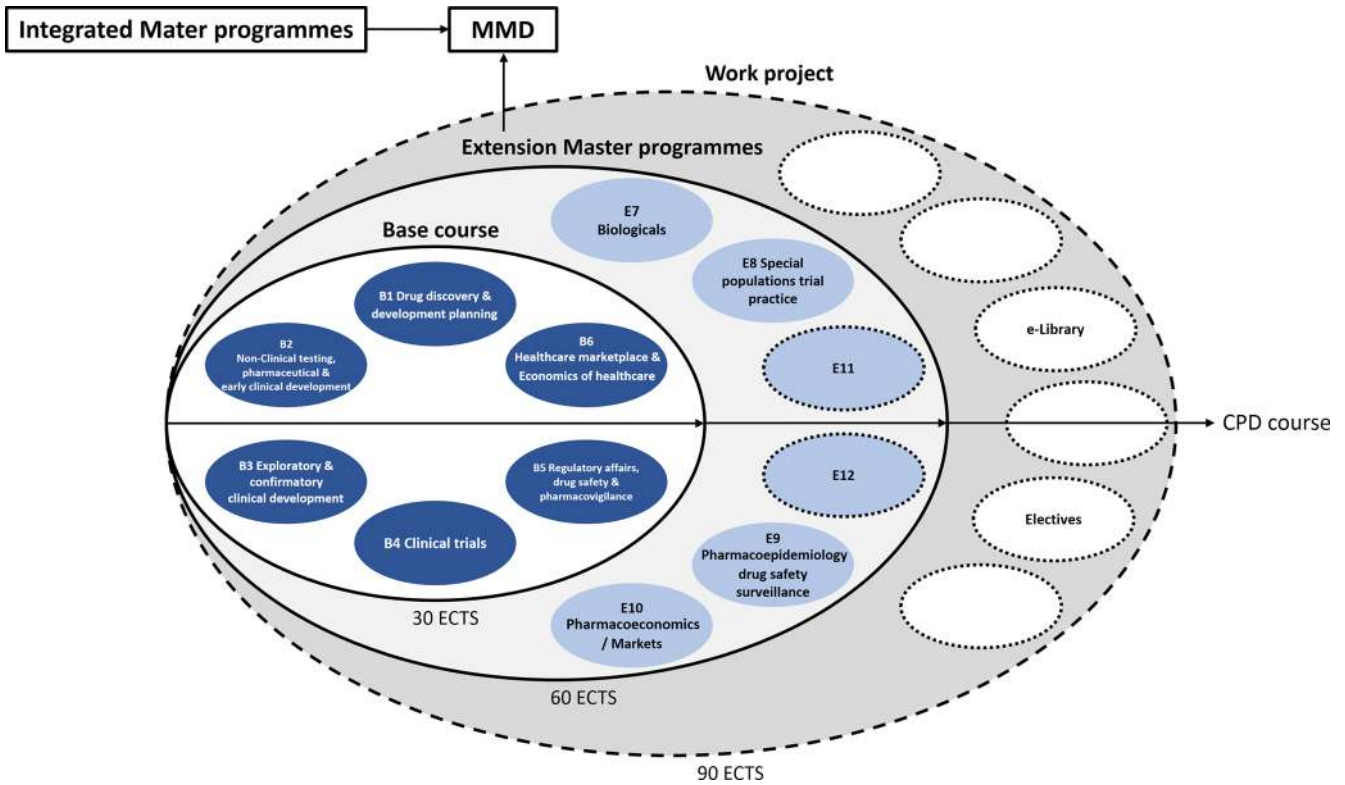 Integrated Mater programmes
MMD
Work project
Extension Master programmes
E7
Biologicals
Base course
E8 Special
populations trial
practice
B1 Drug discovery &
development planning
e-Library
B2
Non-Clinical testing,
pharmaceutical &
early clinical development
B6
Healthcare marketplace &
Economics of healthcare
E11
CPD course
B3 Exploratory &
confirmatory
clinical development
B5 Regulatory affairs,
drug safety &
pharmacovigilance
E12
Electives
B4 Clinical trials
E9
Pharmacoepidemiology
drug safety
surveillance
30 ECTS
E10
Pharmacoeconomics
/ Markets
60 ECTS
90 ECTS